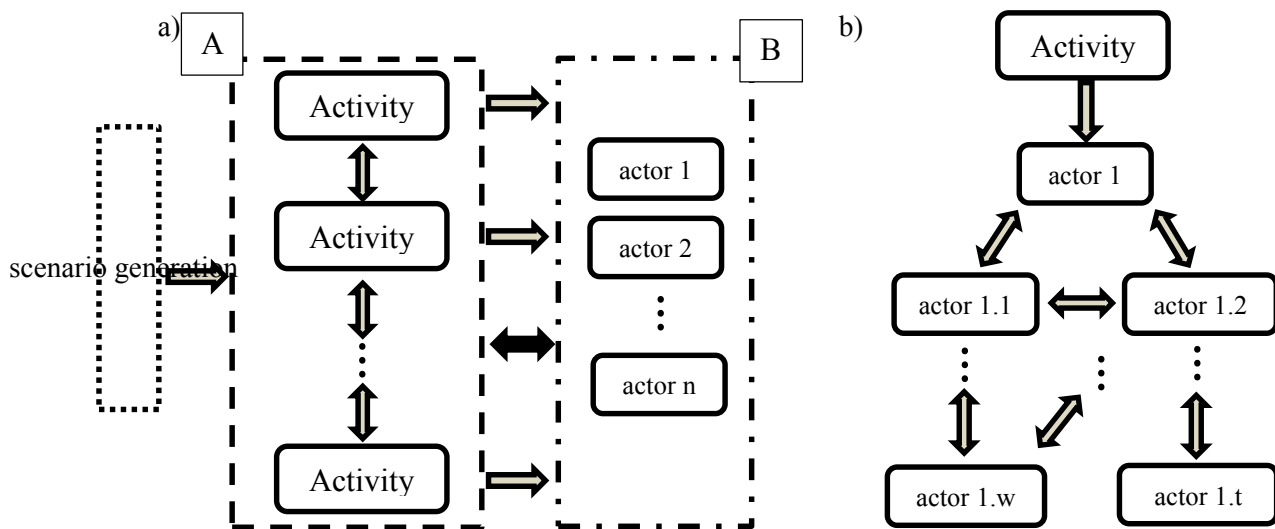 a)
A
B
Activity
Activity
Activity
scenario generation
actor 1
actor 2
actor n
b)
Activity
actor 1
actor 1.1
actor 1.2
actor 1.w
actor 1.t